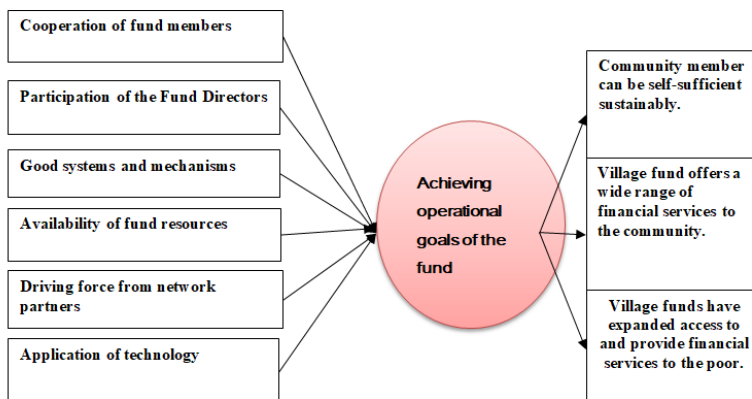 Cooperation of fund members
Participation of the Fund Directors
Good systems and mechanisms
Availability of fund resources
Driving force from network
partners
Application of technology
Achieving
operational
goals of the
fund
Community member
can be self-sufficient
sustainably.
Village fund offers a
wide range of
financial services to
the community.
Village funds have
expanded access to
and provide financial
services to the poor.